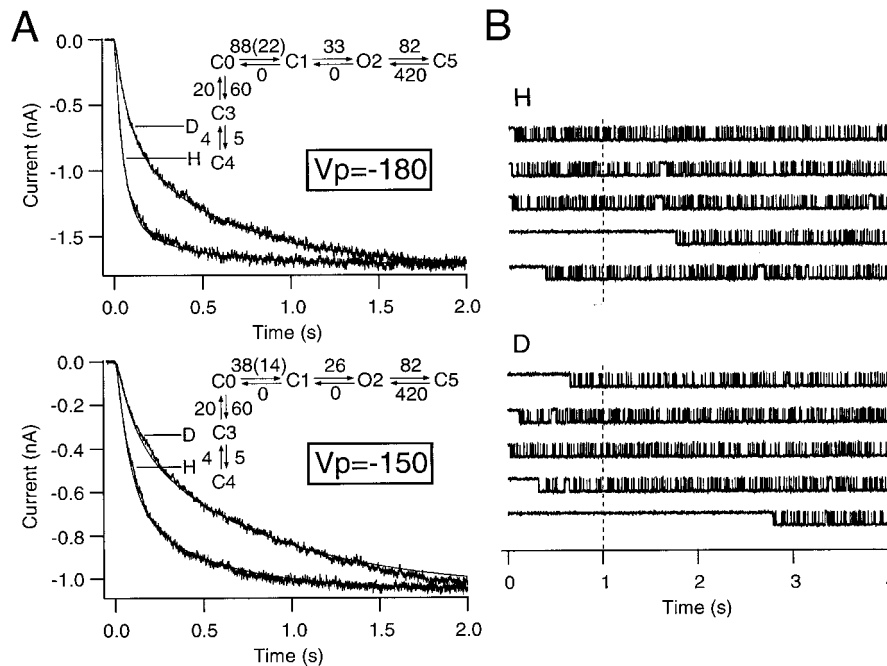 A
B
0.0
-0.5
-1.0
-1.5
Current (nA)
88(22) 33 82
C0 C1 O2 C5
0 0 420
20 60
C3
4 5
C4
D
H
Vp=-180
0.0 0.5 1.0 1.5 2.0
Time (s)
0.0
-0.2
-0.4
-0.6
-0.8
-1.0
Current (nA)
38(14) 26 82
C0 C1 O2 C5
0 0 420
20 60
C3
4 5
C4
D
H
Vp=-150
0.0 0.5 1.0 1.5 2.0
Time (s)
H
D
0 1 2 3
Time (s)